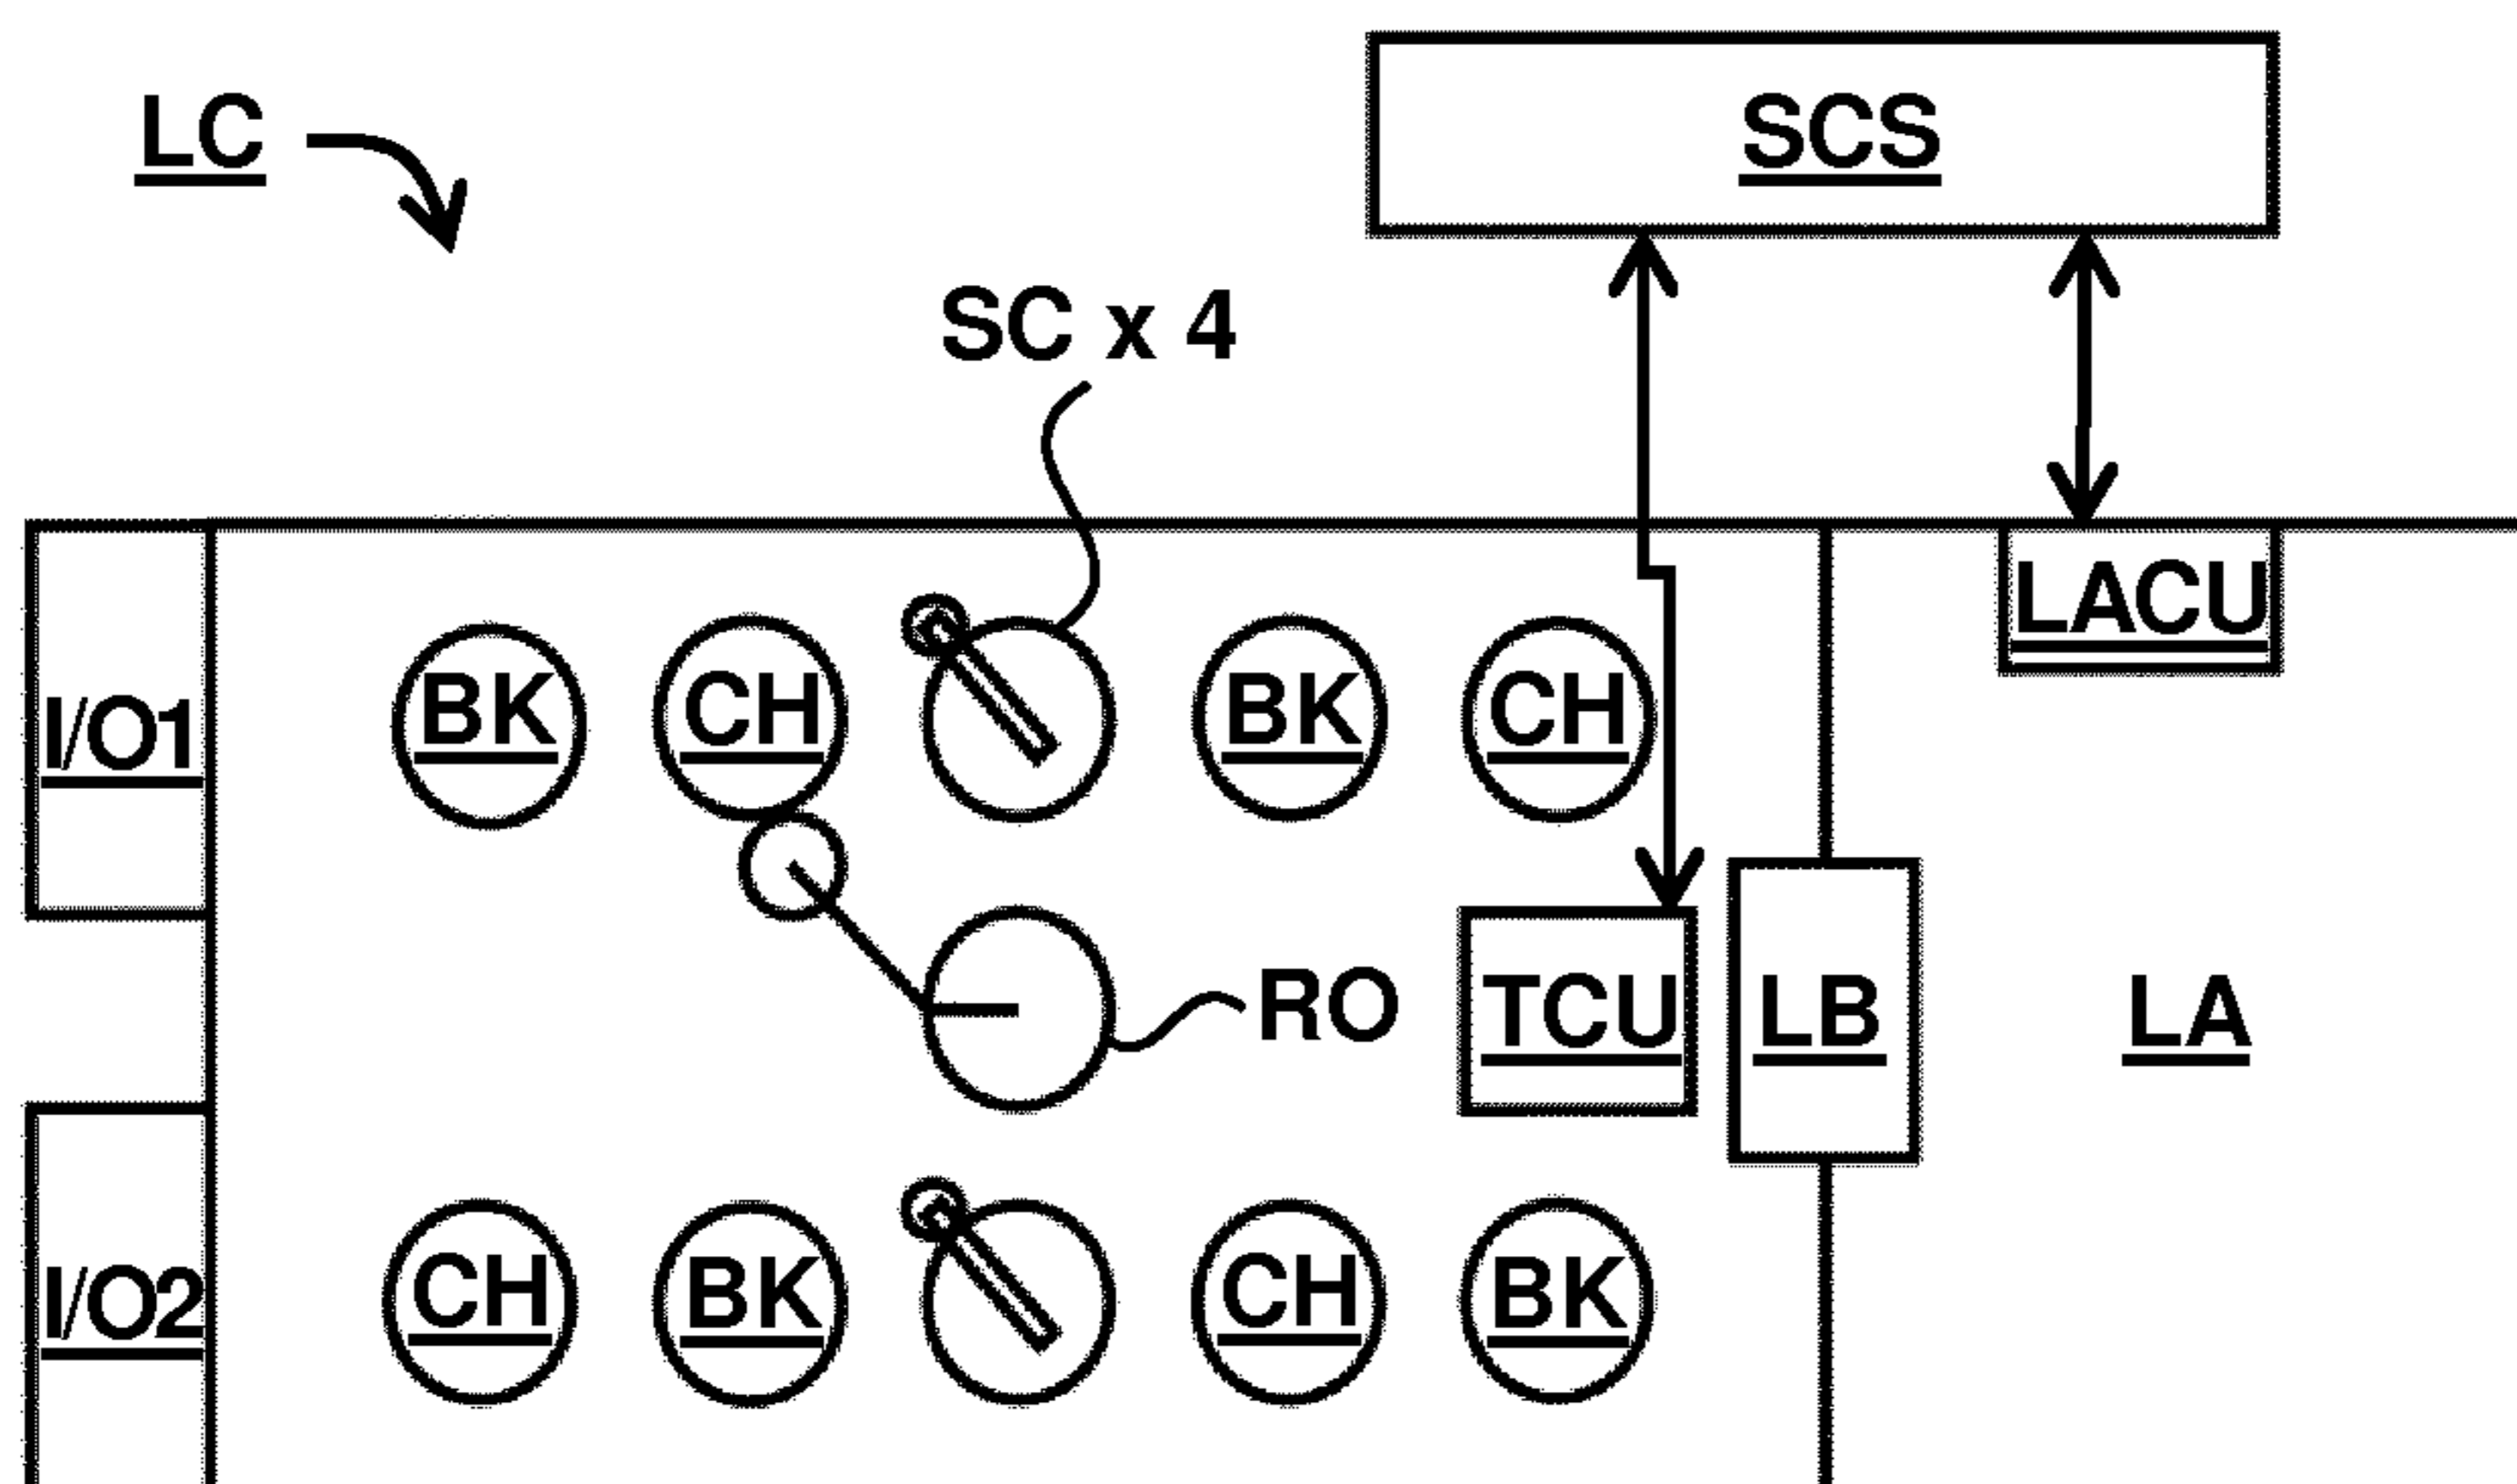 LC
SCS
SC x 4
LACU
I/O1
BK
CH
BK
CH
RO
TCU
LB
LA
I/O2
CH
BK
CH
BK